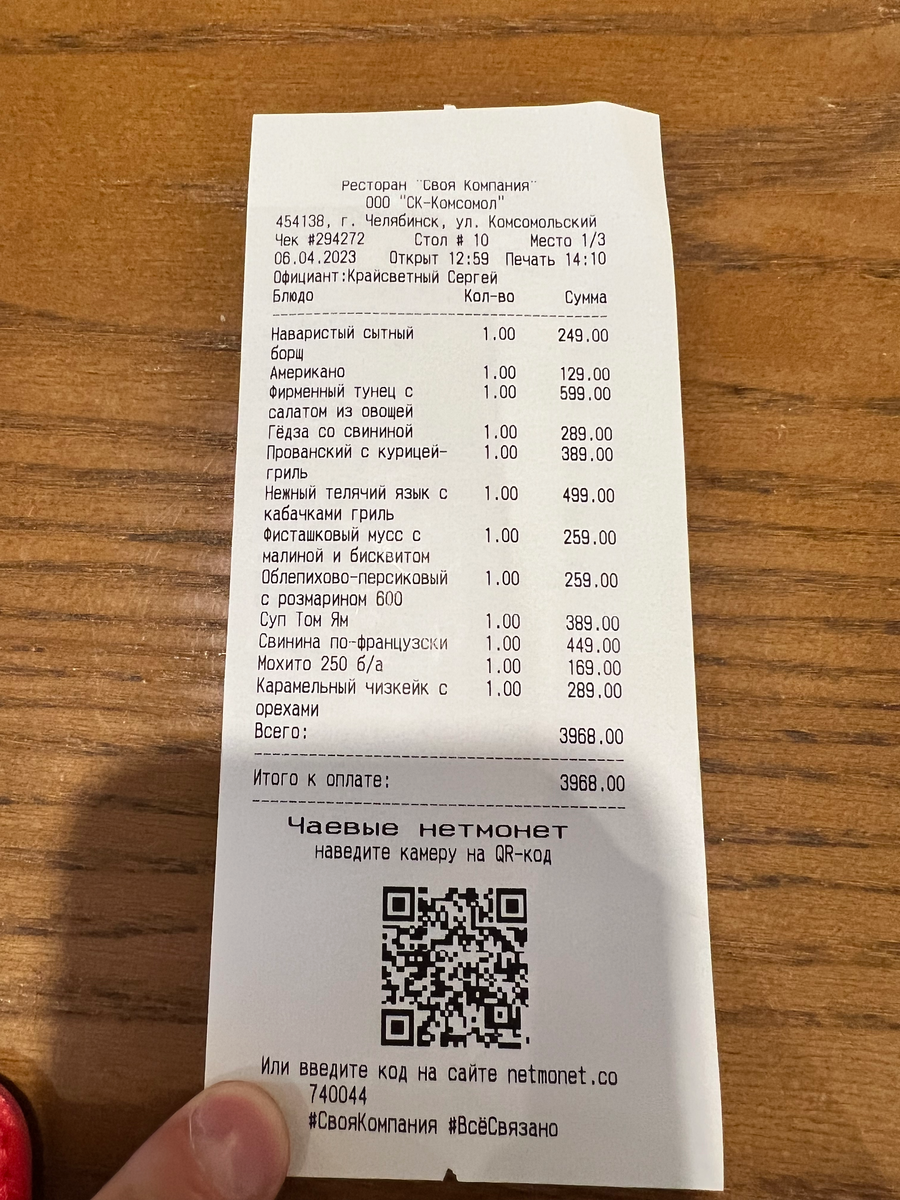 Ресторан "Своя Компания"
ООО "СК-Комсомол"
454138, г. Челябинск, ул. Комсомольский
Чек #294272 Стол # 10 Место 1/3
06.04.2023 Открыт 12:59 Печать 14:10
Официант:Крайсветный Сергей
Блюдо Кол-во Сумма
Наваристый сытный 1.00 249.00
борщ
Американо 1.00 129.00
Фирменный тунец с 1.00 599.00
салатом из овощей
Гёдза со свининой 1.00 289.00
Прованский с курицей- 1.00 389.00
гриль
Нежный телячий язык с 1.00 499.00
кабачками гриль
Фисташковый мусс с 1.00 259.00
малиной и бисквитом
Облепихово-персиковый 1.00 259.00
с розмарином 600
Суп Том Ям 1.00 389.00
Свинина по-французски 1.00 449.00
Мохито 250 б/а 1.00 169.00
Карамельный чизкейк с 1.00 289.00
орехами
Всего: 3968.00
Итого к оплате: 3968.00
Чаевые нетмонет
наведите камеру на QR-код
Или введите код на сайте netmonet.co
740044
#СвояКомпания #ВсёСвязано